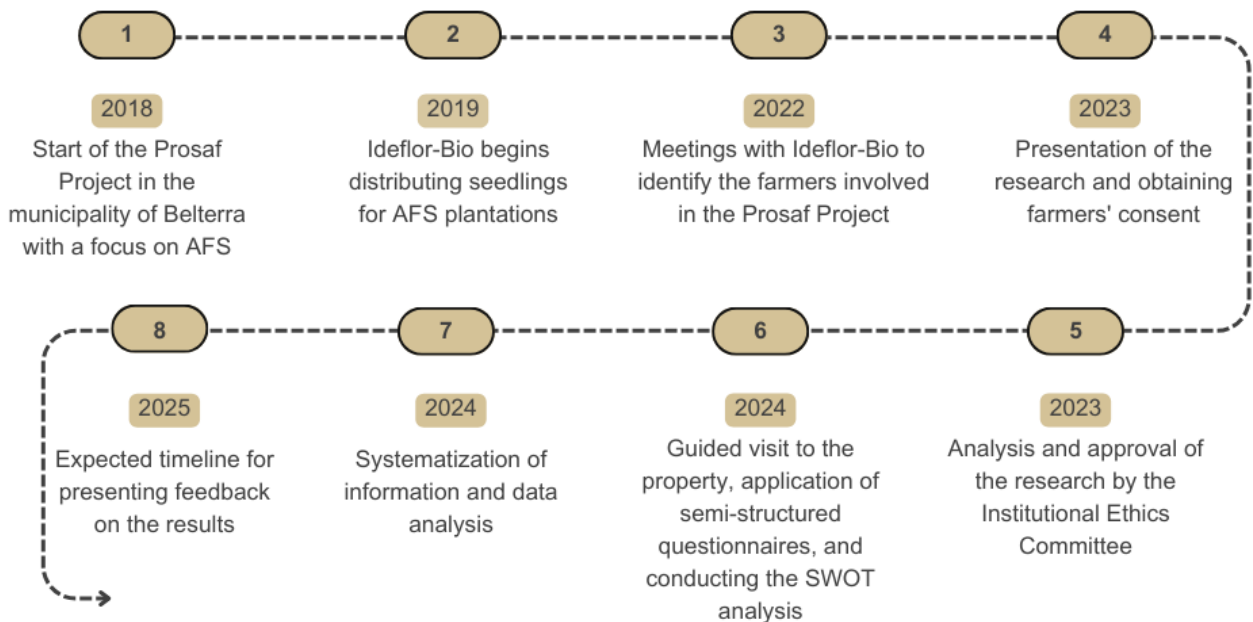 1
2018
Start of the Prosaf
Project in the
municipality of Belterra
with a focus on AFS
2
2019
Ideflor-Bio begins
distributing seedlings
for AFS plantations
3
2022
Meetings with Ideflor-Bio to
identify the farmers involved
in the Prosaf Project
4
2023
Presentation of the
research and obtaining
farmers' consent
5
2023
Analysis and approval of
the research by the
Institutional Ethics
Committee
6
2024
Guided visit to the
property, application of
semi-structured
questionnaires, and
conducting the SWOT
analysis
7
2024
Systematization of
information and data
analysis
8
2025
Expected timeline for
presenting feedback
on the results